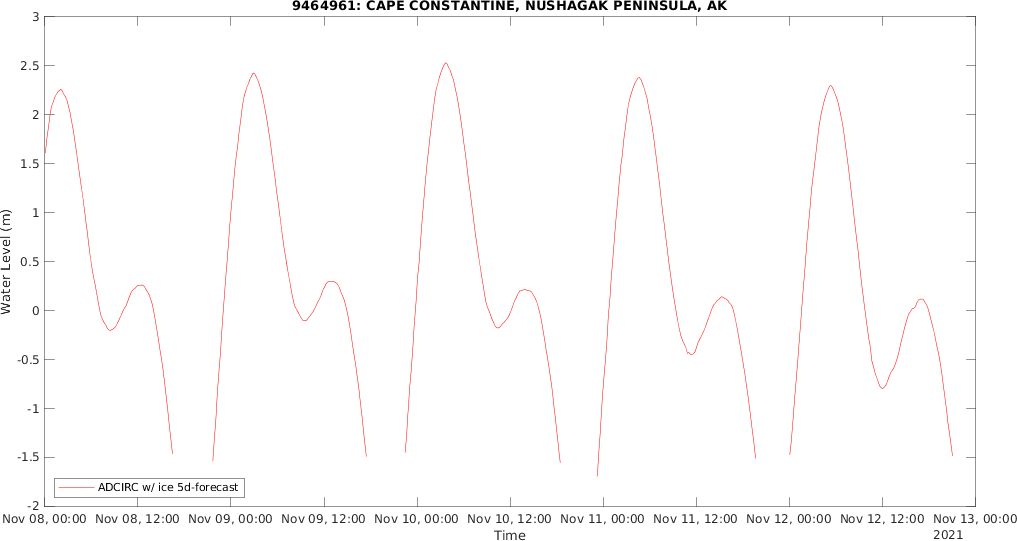 9464961: CAPE CONSTANTINE, NUSHAGAK PENINSULA, AK
3
2.5
2
1.5
1
0.5
0
-0.5
-1
-1.5
-2
Water Level (m)
ADCIRC w/ ice 5d-forecast
Nov 08, 00:00 Nov 08, 12:00 Nov 09, 00:00 Nov 09, 12:00 Nov 10, 00:00 Nov 10, 12:00 Nov 11, 00:00 Nov 11, 12:00 Nov 12, 00:00 Nov 12, 12:00 Nov 13, 00:00
Time
2021